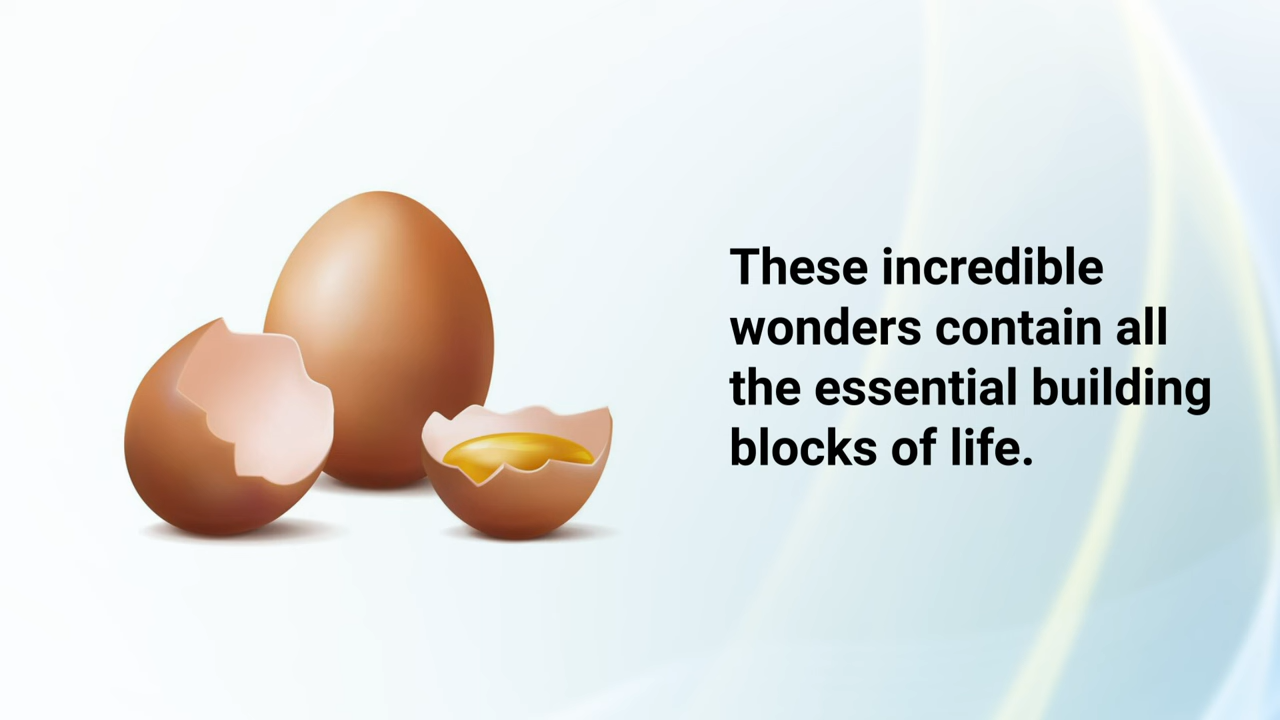 These incredible
wonders contain all
the essential building
blocks of life.